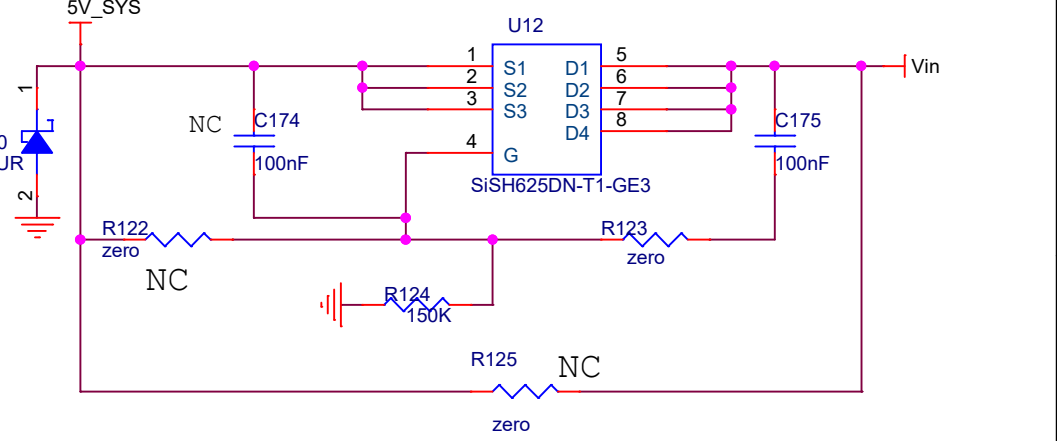 5V_SYS
U12
1
S1
D1
5
Vin
2
S2
D2
6
3
S3
D3
7
D4
8
4
G
SiSH625DN-T1-GE3
1
2
0
UR
NC
C174
100nF
C175
100nF
R122
zero
NC
R123
zero
R124
150K
R125
NC
zero